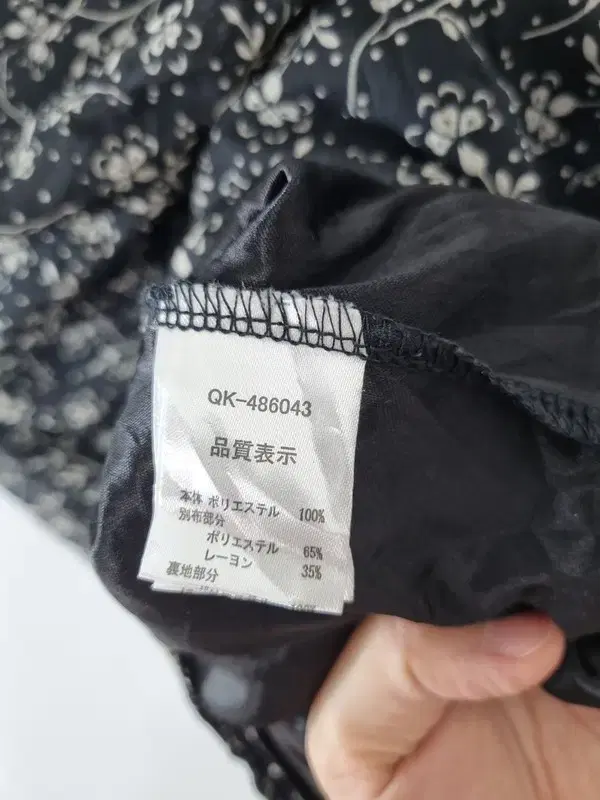 QK-486043
品質表示
本体 ポリエステル 100%
別布部分
ポリエステル 65%
レーヨン 35%
裏地部分